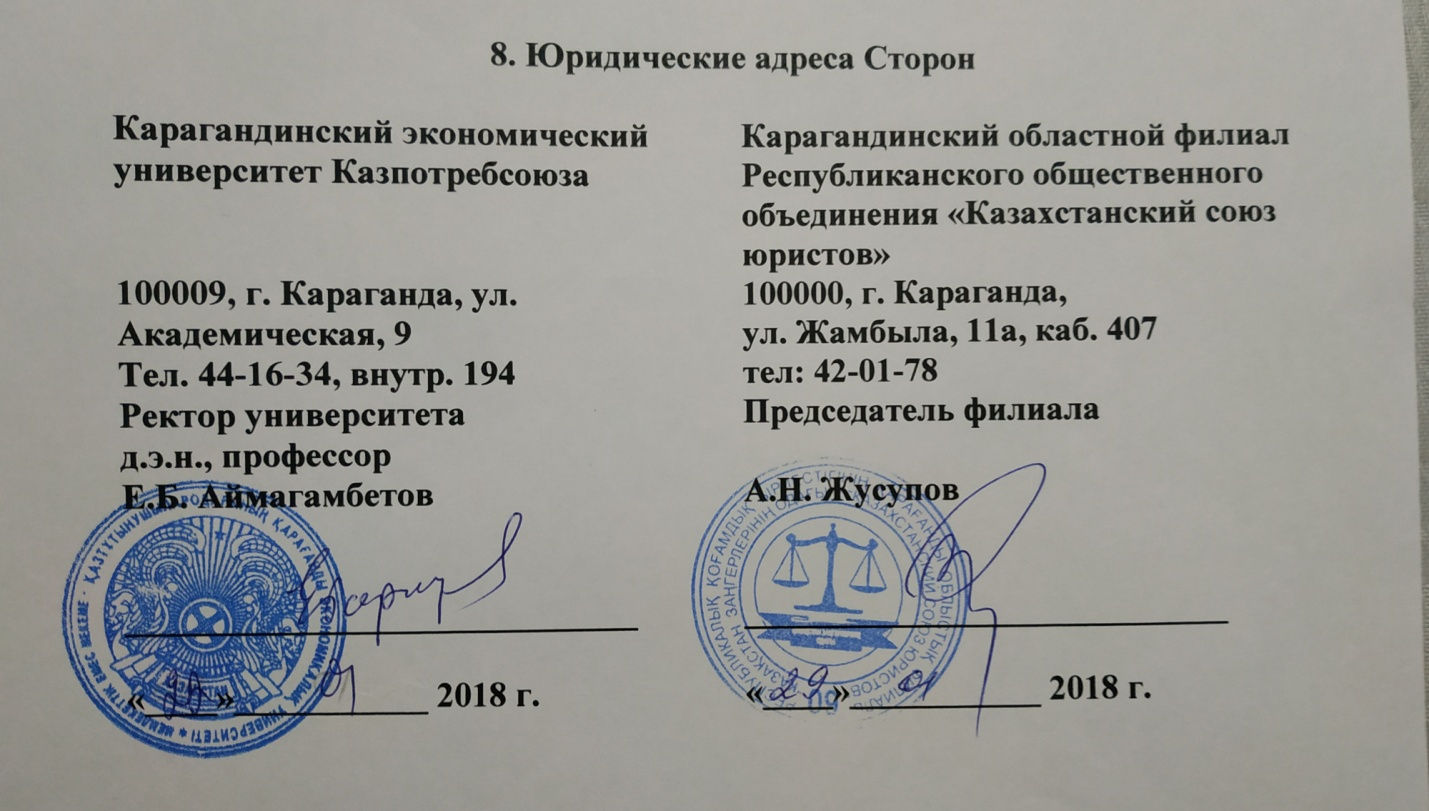 8. Юридические адреса Сторон
Карагандинский экономический
университет Казпотребсоюза
100009, г. Караганда, ул.
Академическая, 9
Тел. 44-16-34, внутр. 194
Ректор университета
д.э.н., профессор
Е.Б. Аймагамбетов
« » 2018 г.
Карагандинский областной филиал
Республиканского общественного
объединения «Казахстанский союз
юристов»
100000, г. Караганда,
ул. Жамбыла, 11а, каб. 407
тел: 42-01-78
Председатель филиала
А.Н. Жусупов
«29» 2018 г.